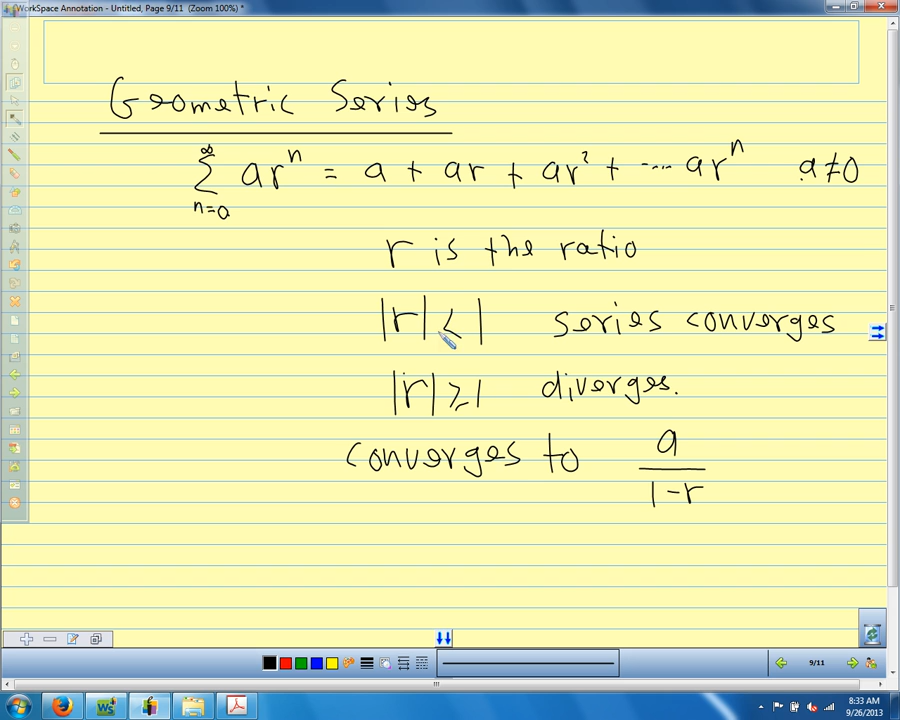 WorkSpace Annotation - Untitled, Page 9/11 (Zoom 100%) *
Geometric Series
∞
∑ arⁿ = a + ar + ar² + ... arⁿ a ≠ 0
n=0
r is the ratio
|r| < 1 series converges
|r| ≥ 1 diverges.
converges to a
1-r
9/11
8:33 AM
9/26/2013